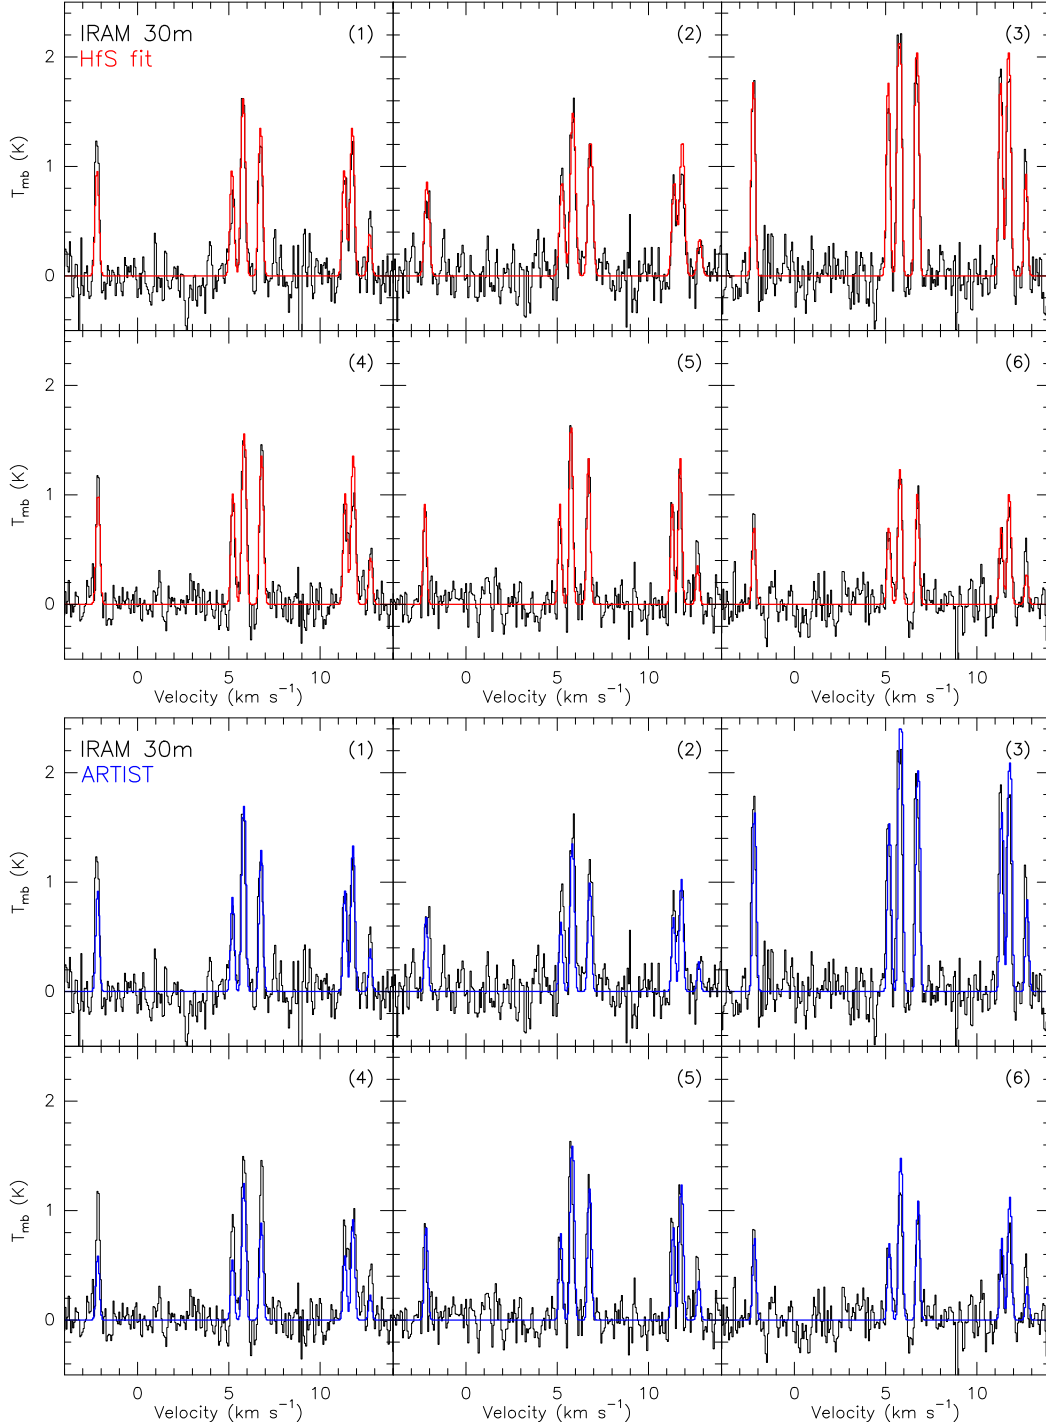 IRAM 30m (1) (2) (3)
HfS fit
2
1
0
T_mb (K)
(4) (5) (6)
2
1
0
T_mb (K)
0 5 10 0 5 10 0 5 10
Velocity (km s⁻¹) Velocity (km s⁻¹) Velocity (km s⁻¹)
IRAM 30m (1) (2) (3)
ARTIST
2
1
0
T_mb (K)
(4) (5) (6)
2
1
0
T_mb (K)
0 5 10 0 5 10 0 5 10
Velocity (km s⁻¹) Velocity (km s⁻¹) Velocity (km s⁻¹)